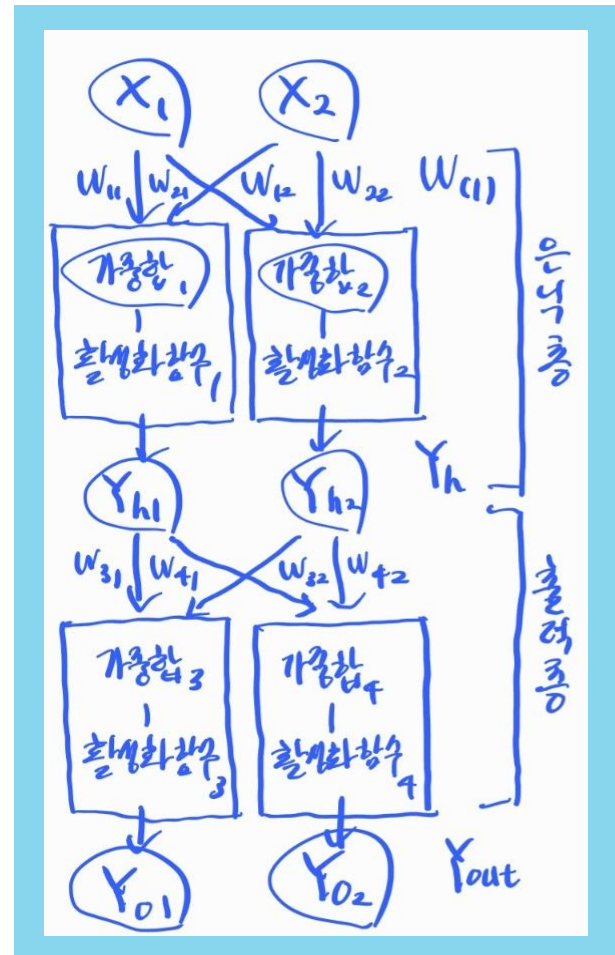 X₁ X₂
W₁₁ W₂₁ W₁₂ W₂₂ W₍₁₎
가중합₁ 가중합₂
활성화함수₁ 활성화함수₂
은닉층
Yₕ₁ Yₕ₂ Yₕ
W₃₁ W₄₁ W₃₂ W₄₂
가중합₃ 가중합₄
활성화함수₃ 활성화함수₄
출력층
Y₀₁ Y₀₂ Yout